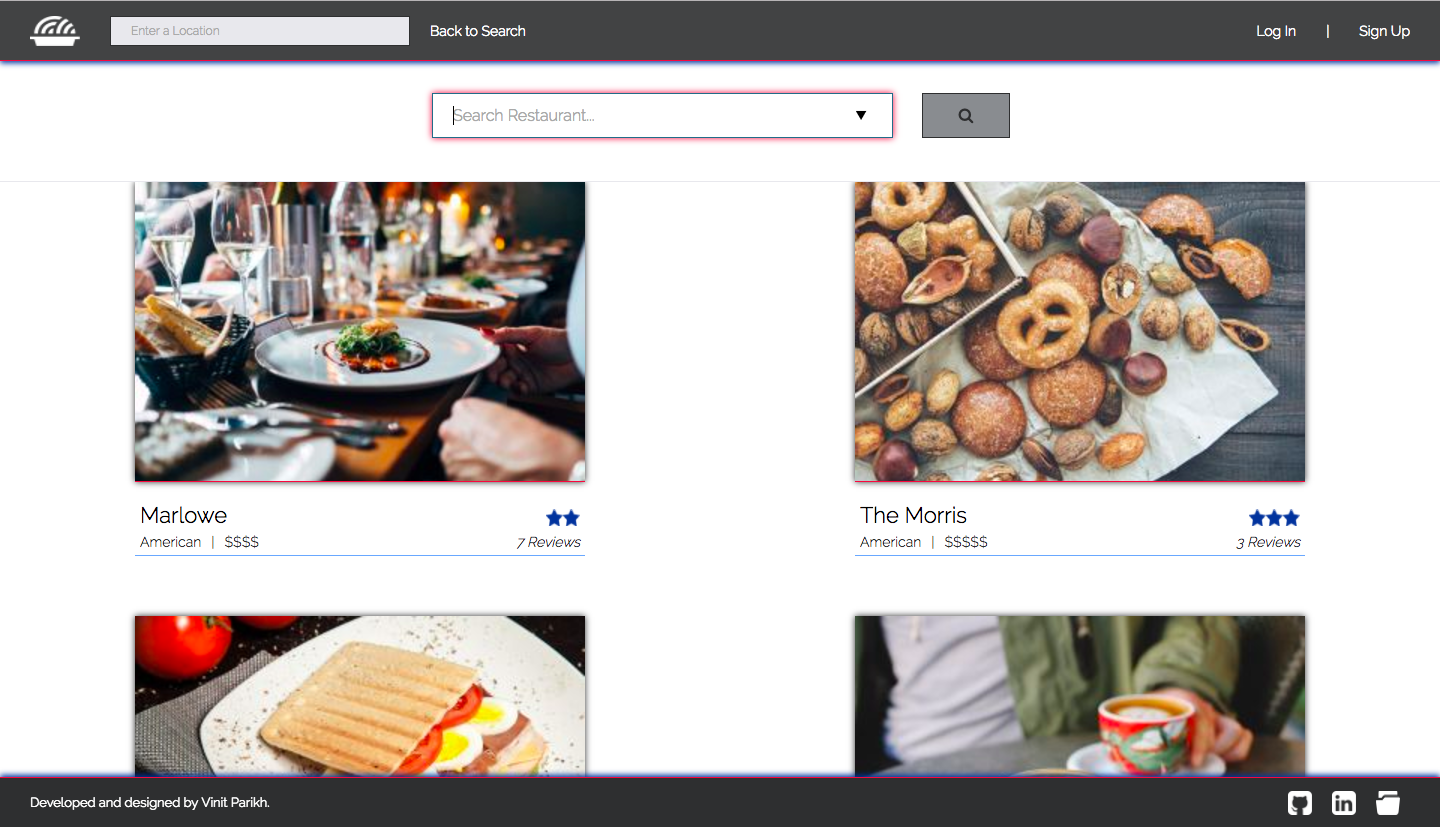 Enter a Location
Back to Search
Log In | Sign Up
Search Restaurant...
Marlowe
American | $$$$
7 Reviews
The Morris
American | $$$$$
3 Reviews
Developed and designed by Vinit Parikh.
in